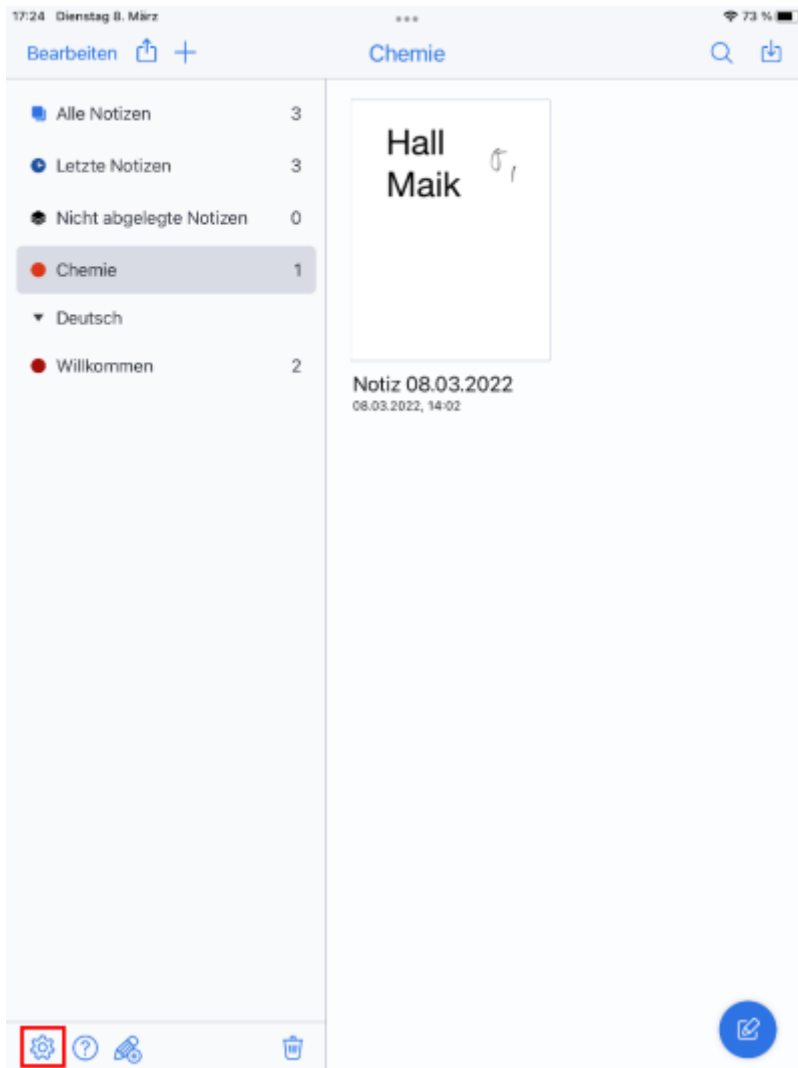 17:24 Dienstag 8. März
73 %
Bearbeiten
Chemie
Alle Notizen 3
Letzte Notizen 3
Nicht abgelegte Notizen 0
Chemie 1
Deutsch
Willkommen 2
Hall
Maik
Notiz 08.03.2022
08.03.2022, 14:02